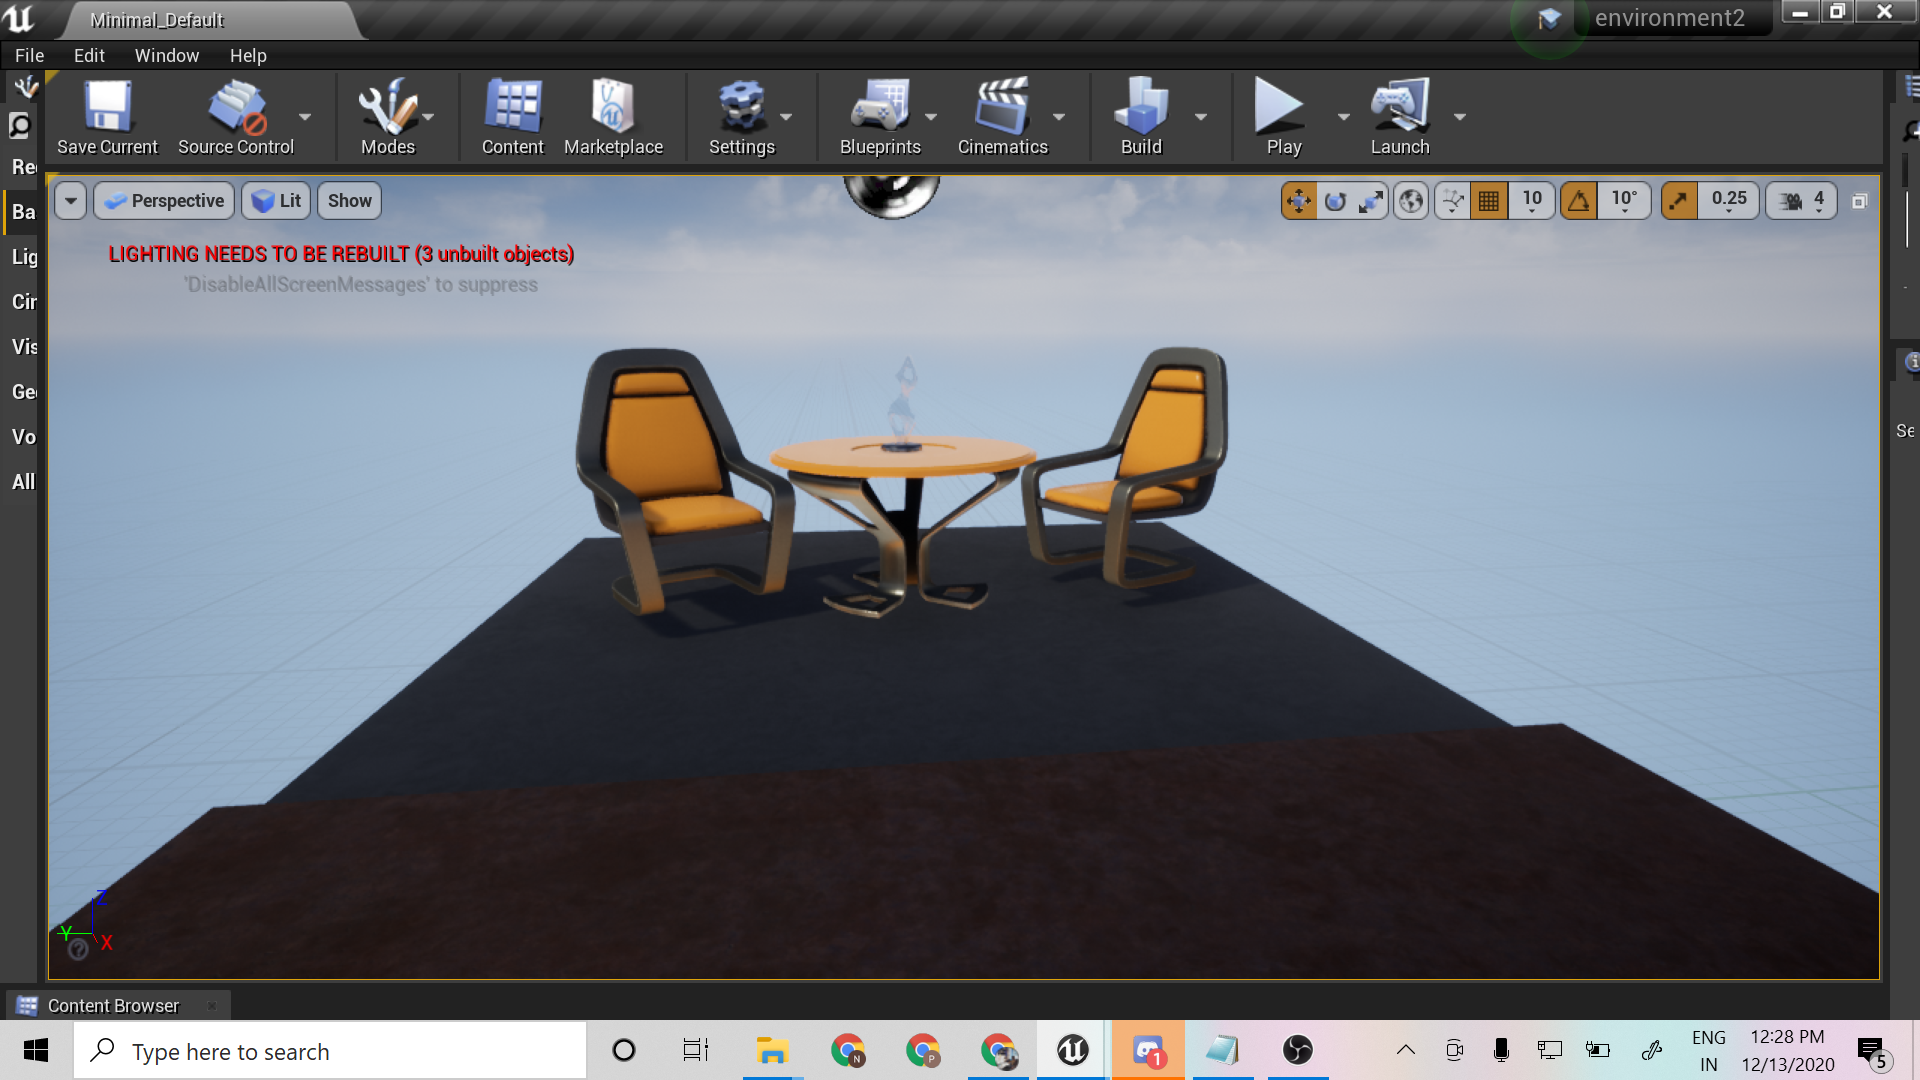 Minimal_Default
environment2
File Edit Window Help
Save Current Source Control Modes Content Marketplace Settings Blueprints Cinematics Build Play Launch
Perspective Lit Show
10 10° 0.25 4
LIGHTING NEEDS TO BE REBUILT (3 unbuilt objects)
'DisableAllScreenMessages' to suppress
Re
Ba
Lig
Cin
Vis
Ge
Vo
All
Se
Z
Y
X
Content Browser
Type here to search
N
P
1
ENG
IN
12:28 PM
12/13/2020
5